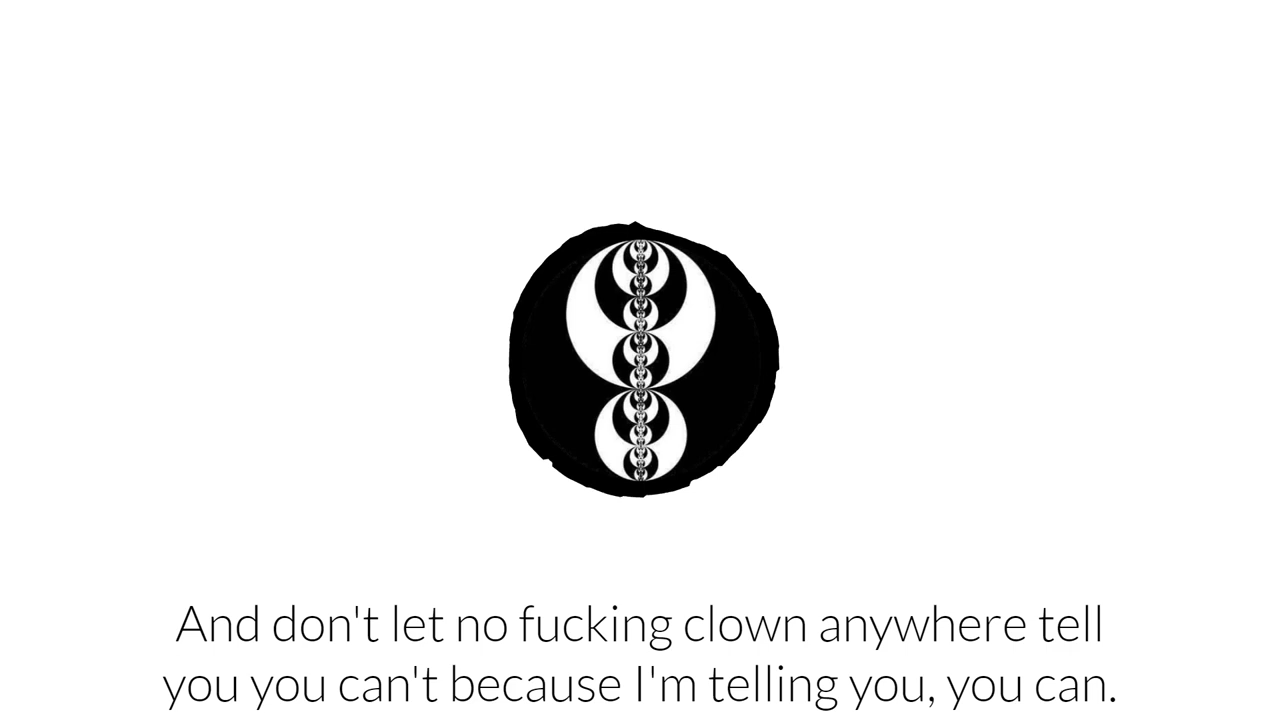 And don't let no fucking clown anywhere tell
you you can't because I'm telling you, you can.